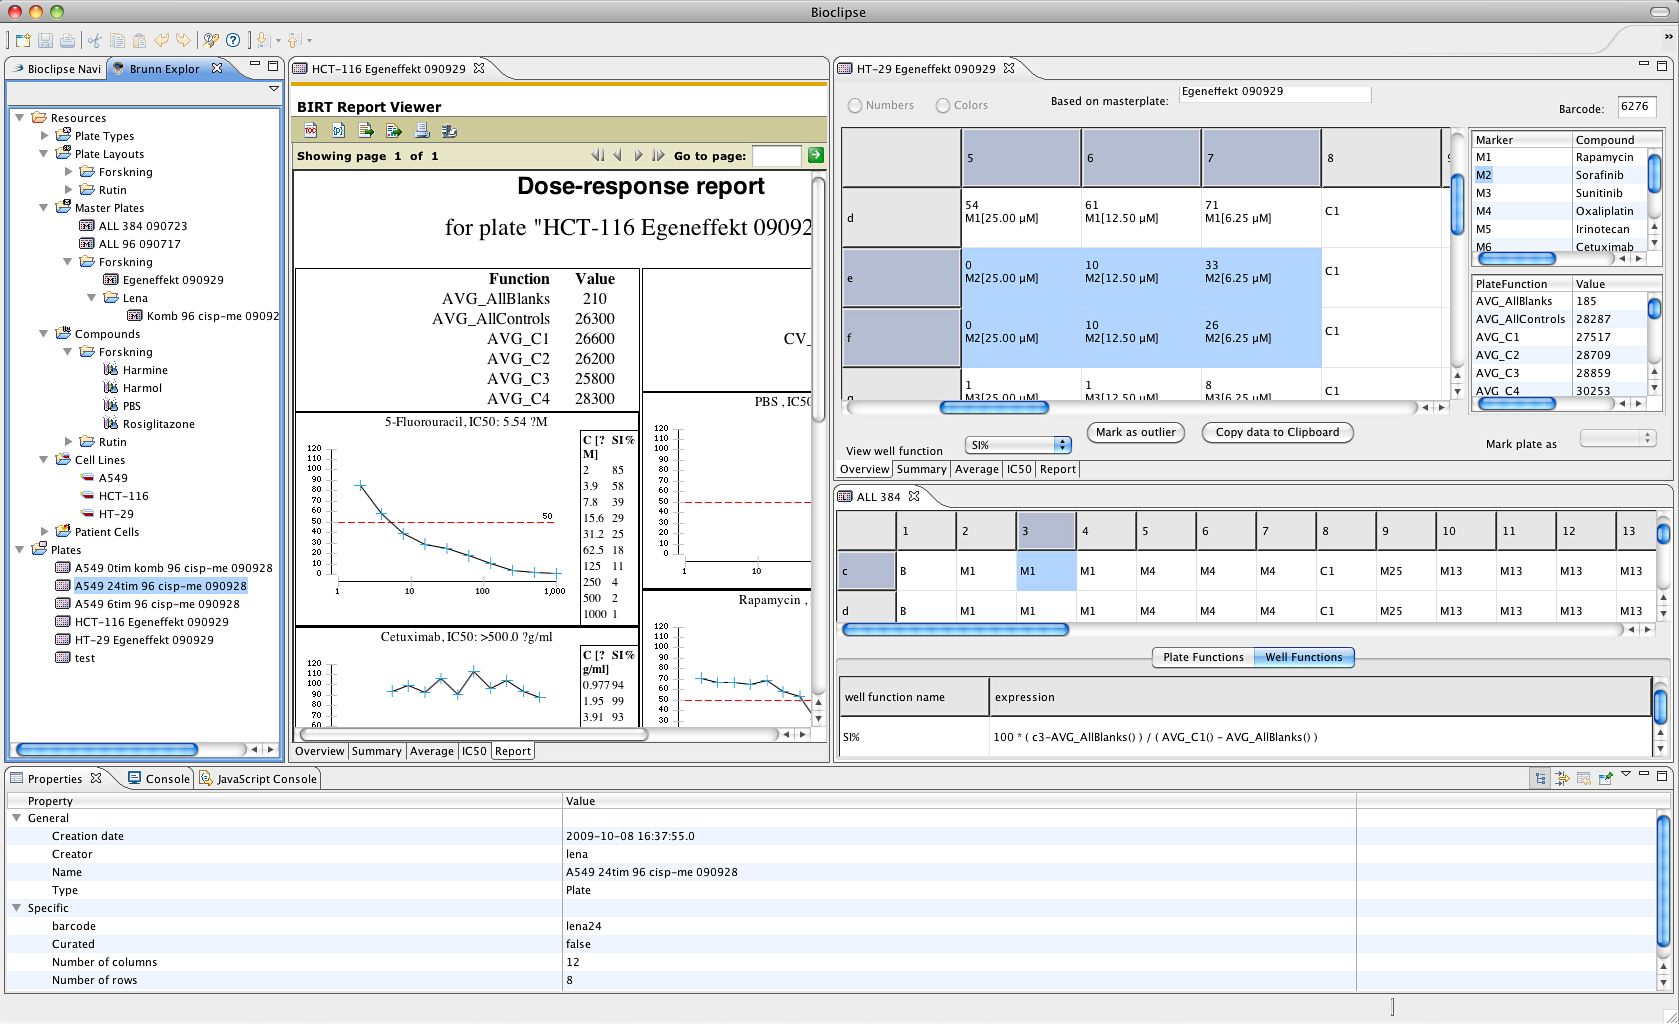 Bioclipse
»
Bioclipse Navi
Brunn Explor
Resources
Plate Types
Plate Layouts
Forskning
Rutin
Master Plates
ALL 384 090723
ALL 96 090717
Forskning
Egeneffekt 090929
Lena
Komb 96 cisp-me 09092
Compounds
Forskning
Harmine
Harmol
PBS
Rosiglitazone
Rutin
Cell Lines
A549
HCT-116
HT-29
Patient Cells
Plates
A549 0tim komb 96 cisp-me 090928
A549 24tim 96 cisp-me 090928
A549 6tim 96 cisp-me 090928
HCT-116 Egeneffekt 090929
HT-29 Egeneffekt 090929
test
HCT-116 Egeneffekt 090929
BIRT Report Viewer
Showing page 1 of 1
Go to page:
Dose-response report
for plate "HCT-116 Egeneffekt 09092
Function Value
AVG_AllBlanks 210
AVG_AllControls 26300
AVG_C1 26600
AVG_C2 26200
AVG_C3 25800
AVG_C4 28300
CV_
5-Fluorouracil, IC50: 5.54 ?M
120
110
100
90
80
70
60
50
40
30
20
10
0
50
1 10 100 1,000
C [?M] SI%
2 85
3.9 58
7.8 39
15.6 29
31.2 25
62.5 18
125 11
250 4
500 2
1000 1
PBS , IC50
120
110
100
90
80
70
60
50
40
30
20
10
0
1 10
Cetuximab, IC50: >500.0 ?g/ml
120
110
100
90
80
70
60
C [?g/ml] SI%
0.977 94
1.95 99
3.91 93
Rapamycin ,
120
110
100
90
80
70
60
50
40
30
Overview Summary Average IC50 Report
HT-29 Egeneffekt 090929
Numbers Colors
Based on masterplate: Egeneffekt 090929
Barcode: 6276
5 6 7 8
d
54 61 71
M1[25.00 µM] M1[12.50 µM] M1[6.25 µM] C1
e
0 10 33
M2[25.00 µM] M2[12.50 µM] M2[6.25 µM] C1
f
0 10 26
M2[25.00 µM] M2[12.50 µM] M2[6.25 µM] C1
g
1 1 8
M3[25.00 µM] M3[12.50 µM] M3[6.25 µM] C1
Marker Compound
M1 Rapamycin
M2 Sorafinib
M3 Sunitinib
M4 Oxaliplatin
M5 Irinotecan
M6 Cetuximab
PlateFunction Value
AVG_AllBlanks 185
AVG_AllControls 28287
AVG_C1 27517
AVG_C2 28709
AVG_C3 28859
AVG_C4 30253
View well function SI%
Mark as outlier
Copy data to Clipboard
Mark plate as
Overview Summary Average IC50 Report
ALL 384
1 2 3 4 5 6 7 8 9 10 11 12 13
c B M1 M1 M1 M4 M4 M4 C1 M25 M13 M13 M13 M13
d B M1 M1 M1 M4 M4 M4 C1 M25 M13 M13 M13 M13
Plate Functions Well Functions
well function name expression
SI% 100 * ( c3-AVG_AllBlanks() ) / ( AVG_C1() - AVG_AllBlanks() )
Properties
Console
JavaScript Console
Property Value
General
Creation date 2009-10-08 16:37:55.0
Creator lena
Name A549 24tim 96 cisp-me 090928
Type Plate
Specific
barcode lena24
Curated false
Number of columns 12
Number of rows 8